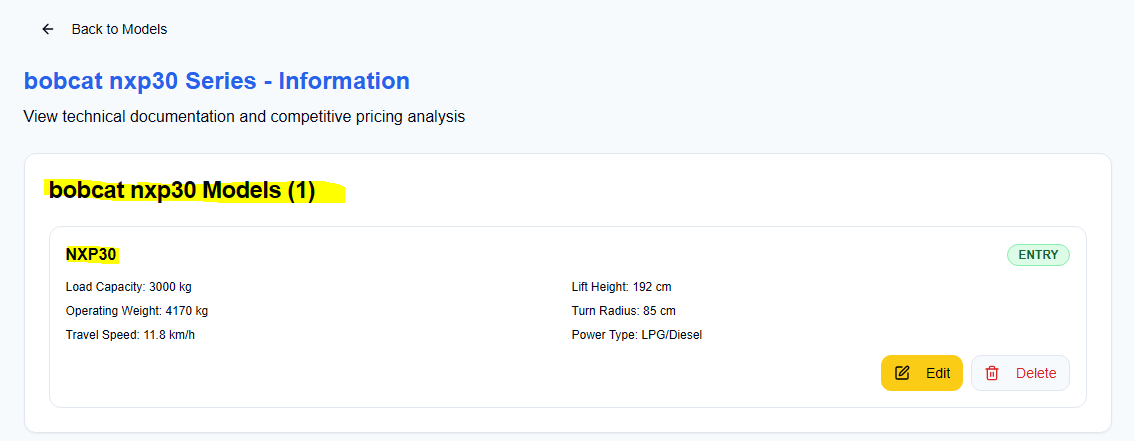 Back to Models
bobcat nxp30 Series - Information
View technical documentation and competitive pricing analysis
bobcat nxp30 Models (1)
NXP30
ENTRY
Load Capacity: 3000 kg
Lift Height: 192 cm
Operating Weight: 4170 kg
Turn Radius: 85 cm
Travel Speed: 11.8 km/h
Power Type: LPG/Diesel
Edit
Delete